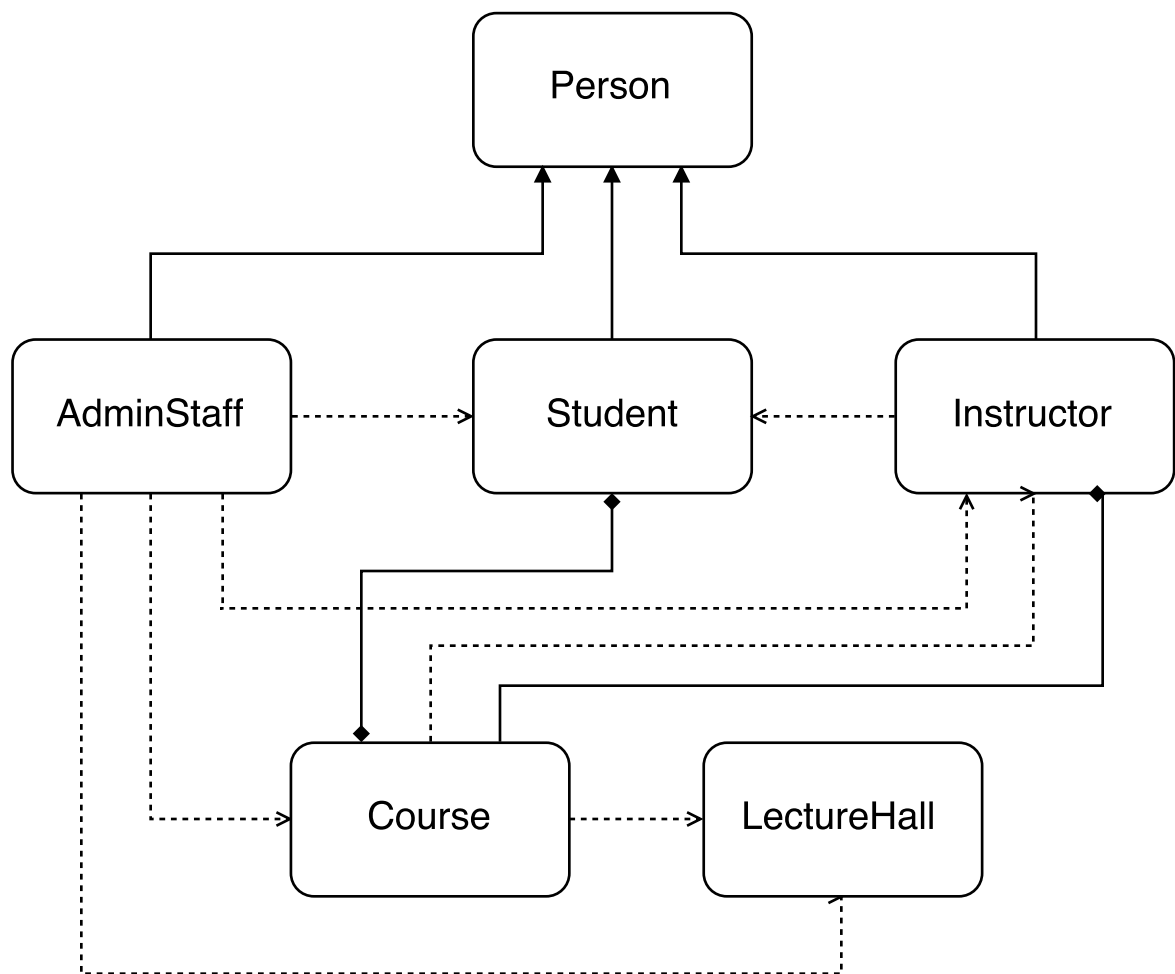 Person
AdminStaff
Student
Instructor
Course
LectureHall